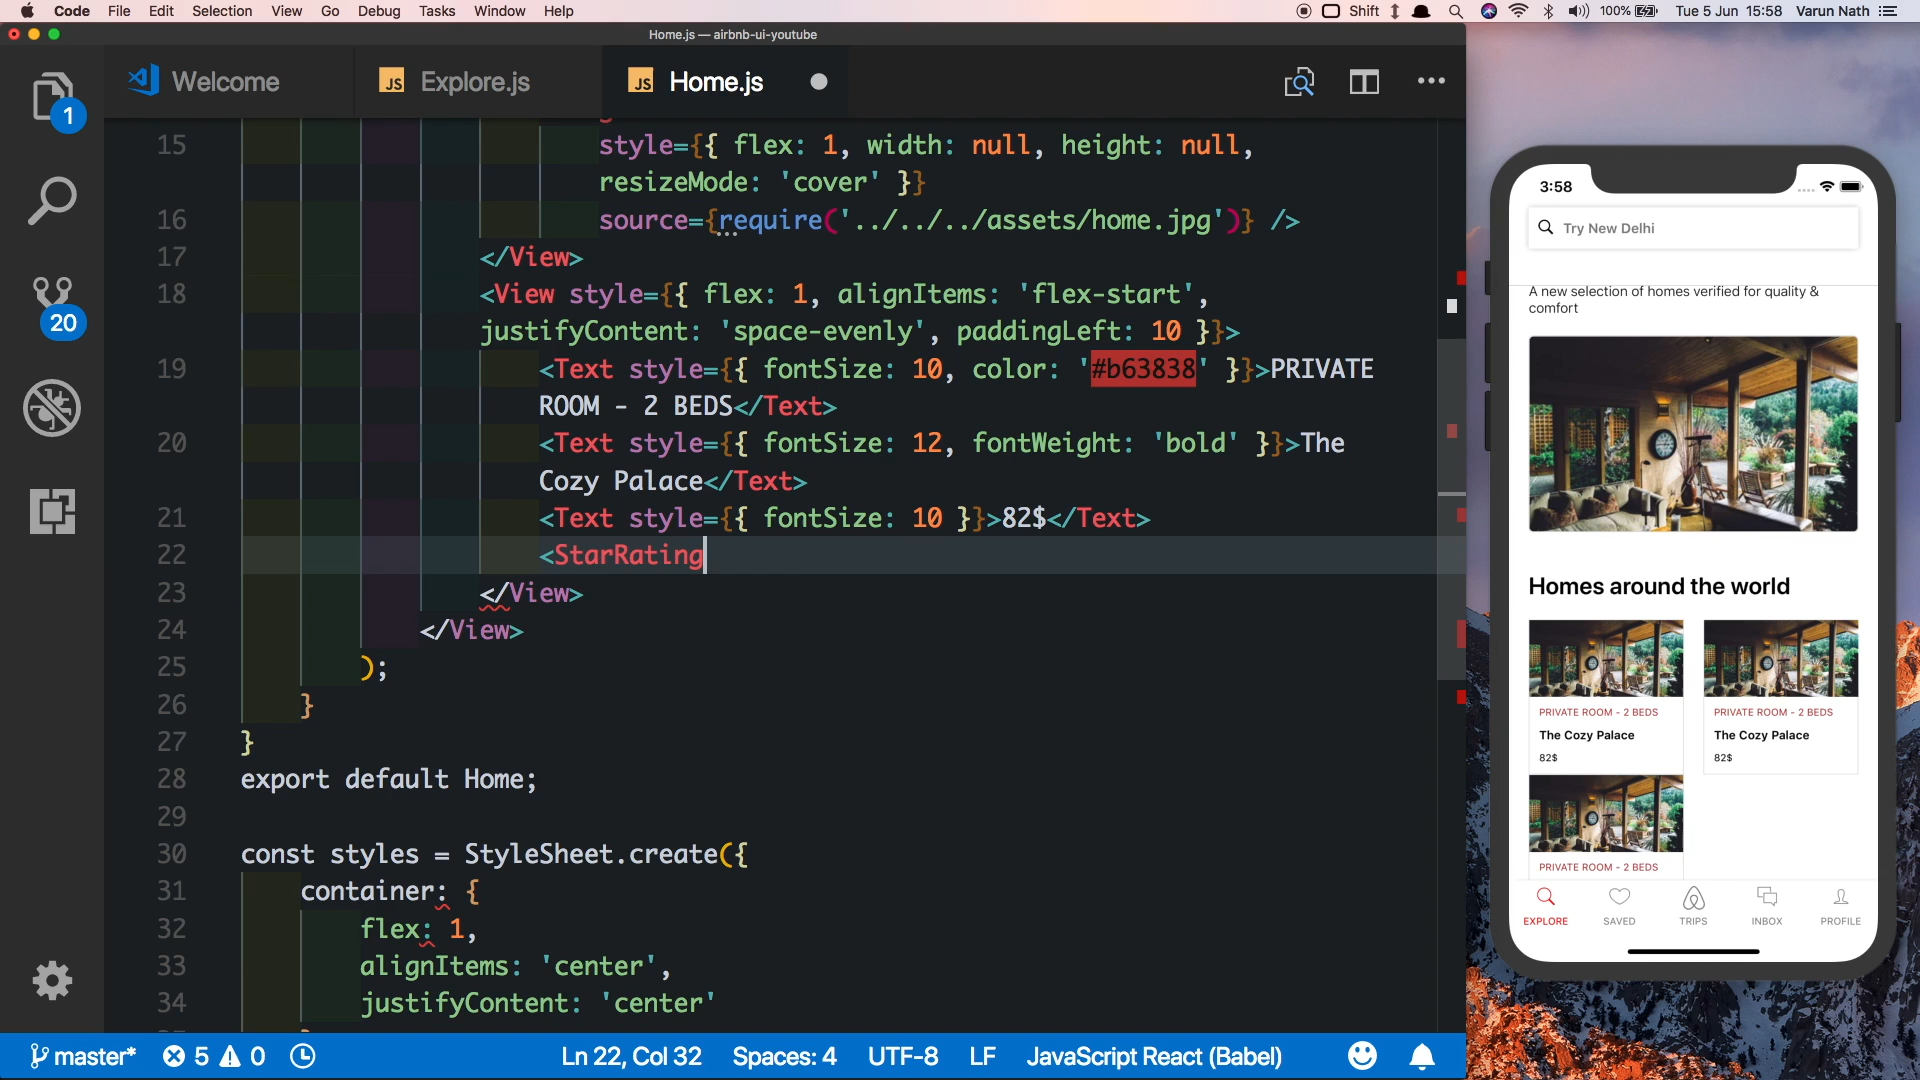 Code File Edit Selection View Go Debug Tasks Window Help Shift 100% Tue 5 Jun 15:58 Varun Nath
Home.js — airbnb-ui-youtube
Welcome JS Explore.js JS Home.js
1
20
15 style={{ flex: 1, width: null, height: null,
resizeMode: 'cover' }}
16 source={require('../../../assets/home.jpg')} />
17 </View>
18 <View style={{ flex: 1, alignItems: 'flex-start',
justifyContent: 'space-evenly', paddingLeft: 10 }}>
19 <Text style={{ fontSize: 10, color: '#b63838' }}>PRIVATE
ROOM - 2 BEDS</Text>
20 <Text style={{ fontSize: 12, fontWeight: 'bold' }}>The
Cozy Palace</Text>
21 <Text style={{ fontSize: 10 }}>82$</Text>
22 <StarRating
23 </View>
24 </View>
25 );
26 }
27 }
28 export default Home;
29
30 const styles = StyleSheet.create({
31 container: {
32 flex: 1,
33 alignItems: 'center',
34 justifyContent: 'center'
master* 5 0 Ln 22, Col 32 Spaces: 4 UTF-8 LF JavaScript React (Babel)
3:58
Try New Delhi
A new selection of homes verified for quality &
comfort
Homes around the world
PRIVATE ROOM - 2 BEDS PRIVATE ROOM - 2 BEDS
The Cozy Palace The Cozy Palace
82$ 82$
PRIVATE ROOM - 2 BEDS
EXPLORE SAVED TRIPS INBOX PROFILE